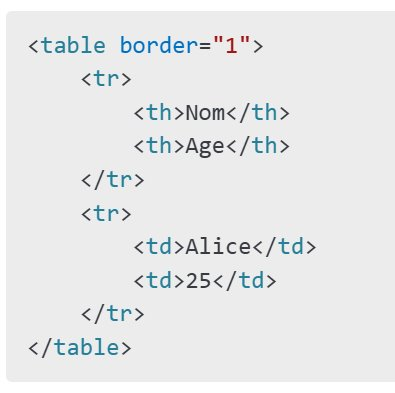 <table border="1">
    <tr>
        <th>Nom</th>
        <th>Age</th>
    </tr>
    <tr>
        <td>Alice</td>
        <td>25</td>
    </tr>
</table>